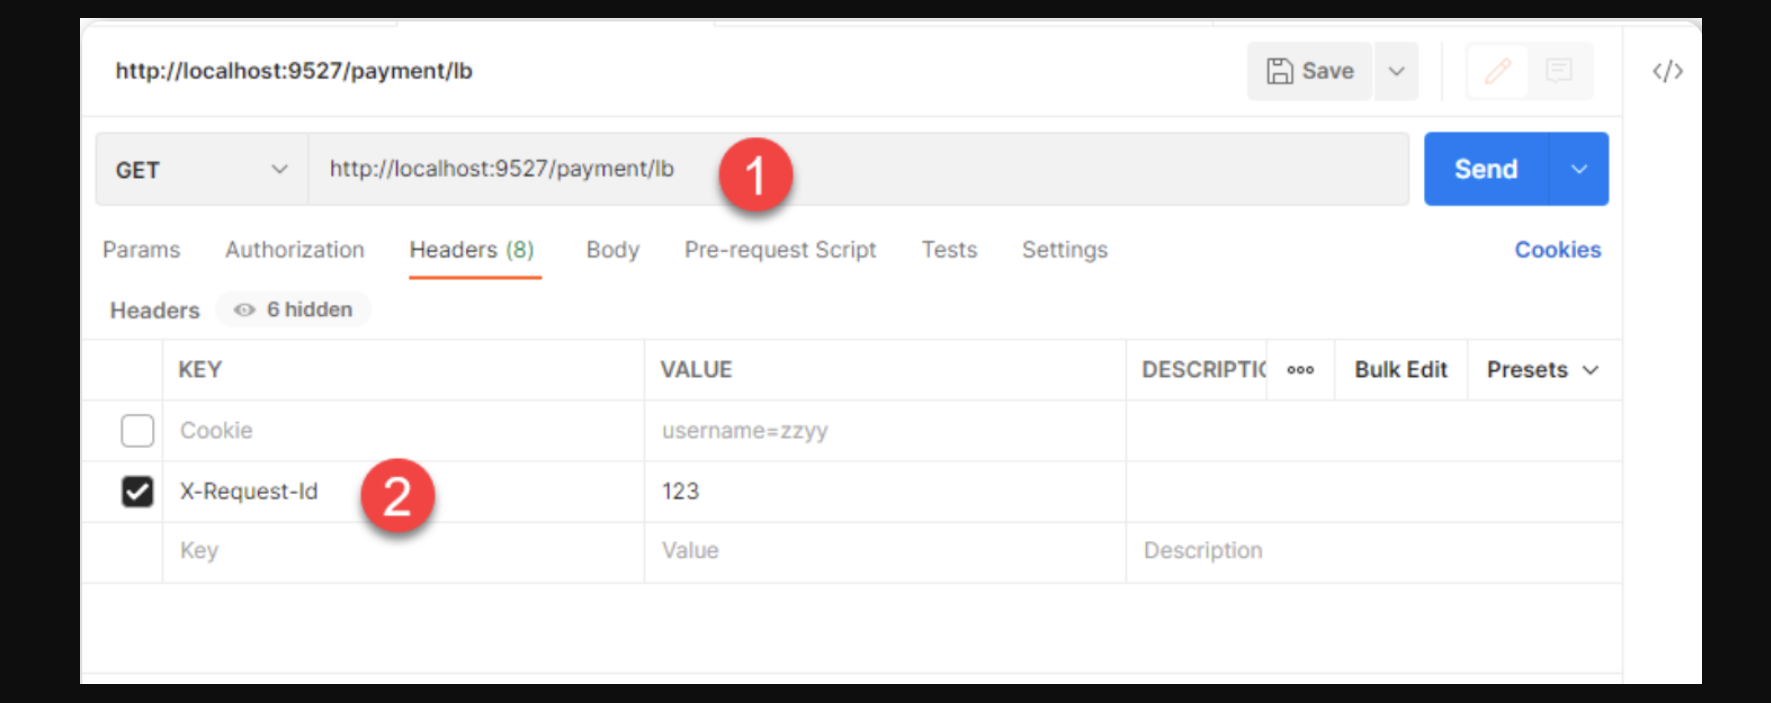 http://localhost:9527/payment/lb Save </>
GET http://localhost:9527/payment/lb 1 Send
Params Authorization Headers (8) Body Pre-request Script Tests Settings Cookies
Headers 6 hidden
KEY VALUE DESCRIPTIO ooo Bulk Edit Presets
Cookie username=zzyy
X-Request-Id 2 123
Key Value Description